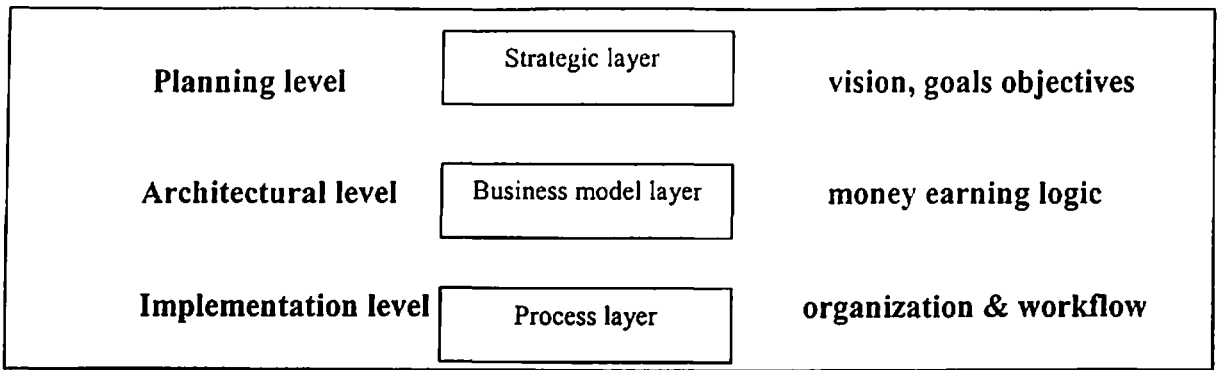 Planning level Strategic layer vision, goals objectives
Architectural level Business model layer money earning logic
Implementation level Process layer organization & workflow